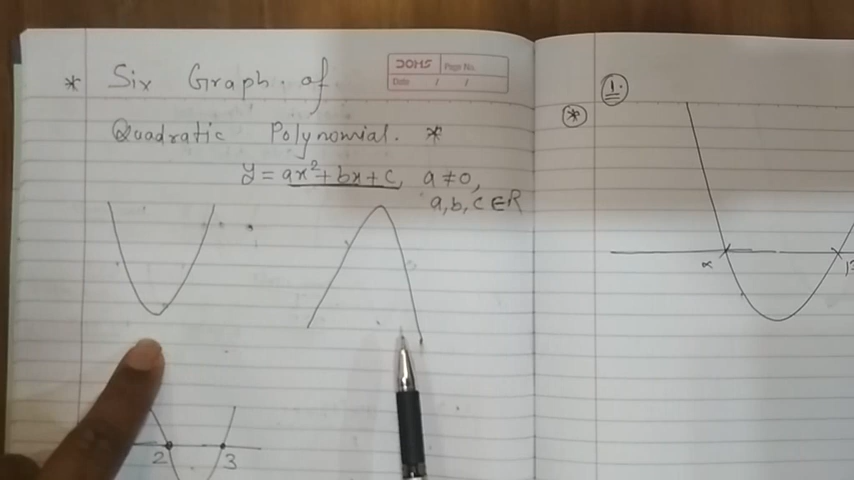 * Six Graph of
DOMS Page No.
Date / /
Quadratic Polynomial. *
y = ax²+bx+c, a ≠ 0,
a, b, c ∈ R
2 3
1.
*
α β